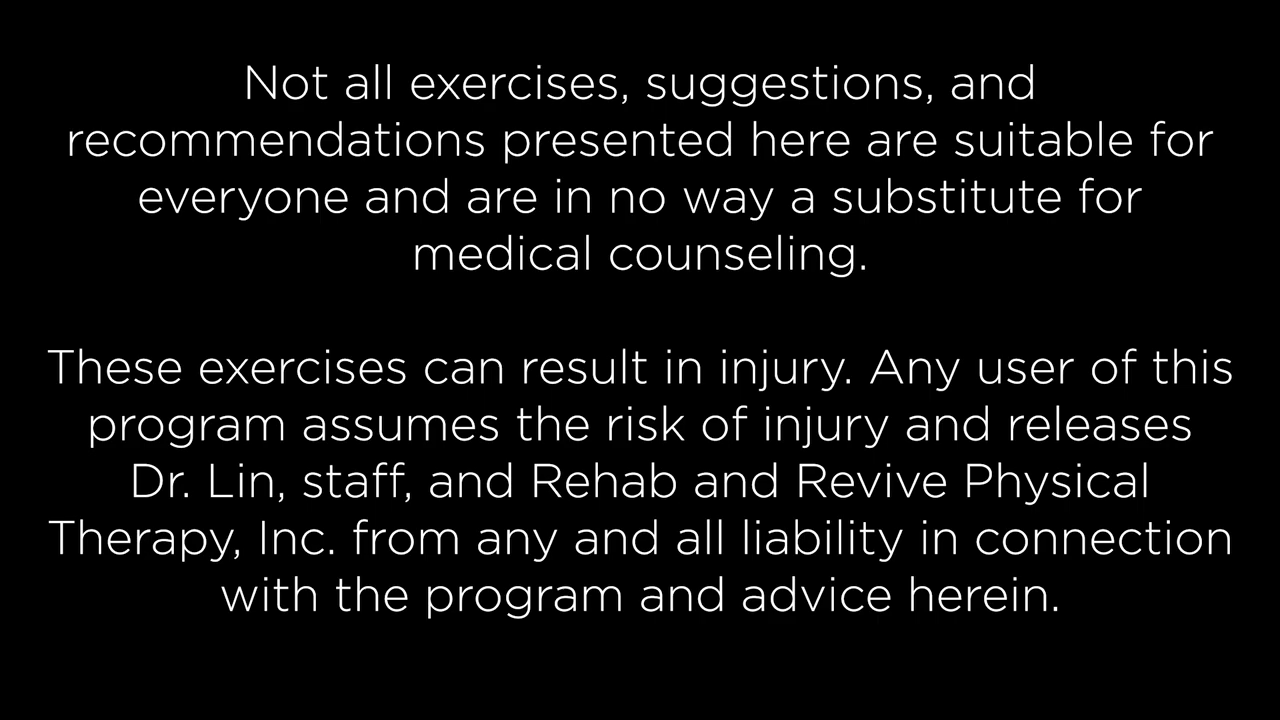 Not all exercises, suggestions, and
recommendations presented here are suitable for
everyone and are in no way a substitute for
medical counseling.
These exercises can result in injury. Any user of this
program assumes the risk of injury and releases
Dr. Lin, staff, and Rehab and Revive Physical
Therapy, Inc. from any and all liability in connection
with the program and advice herein.